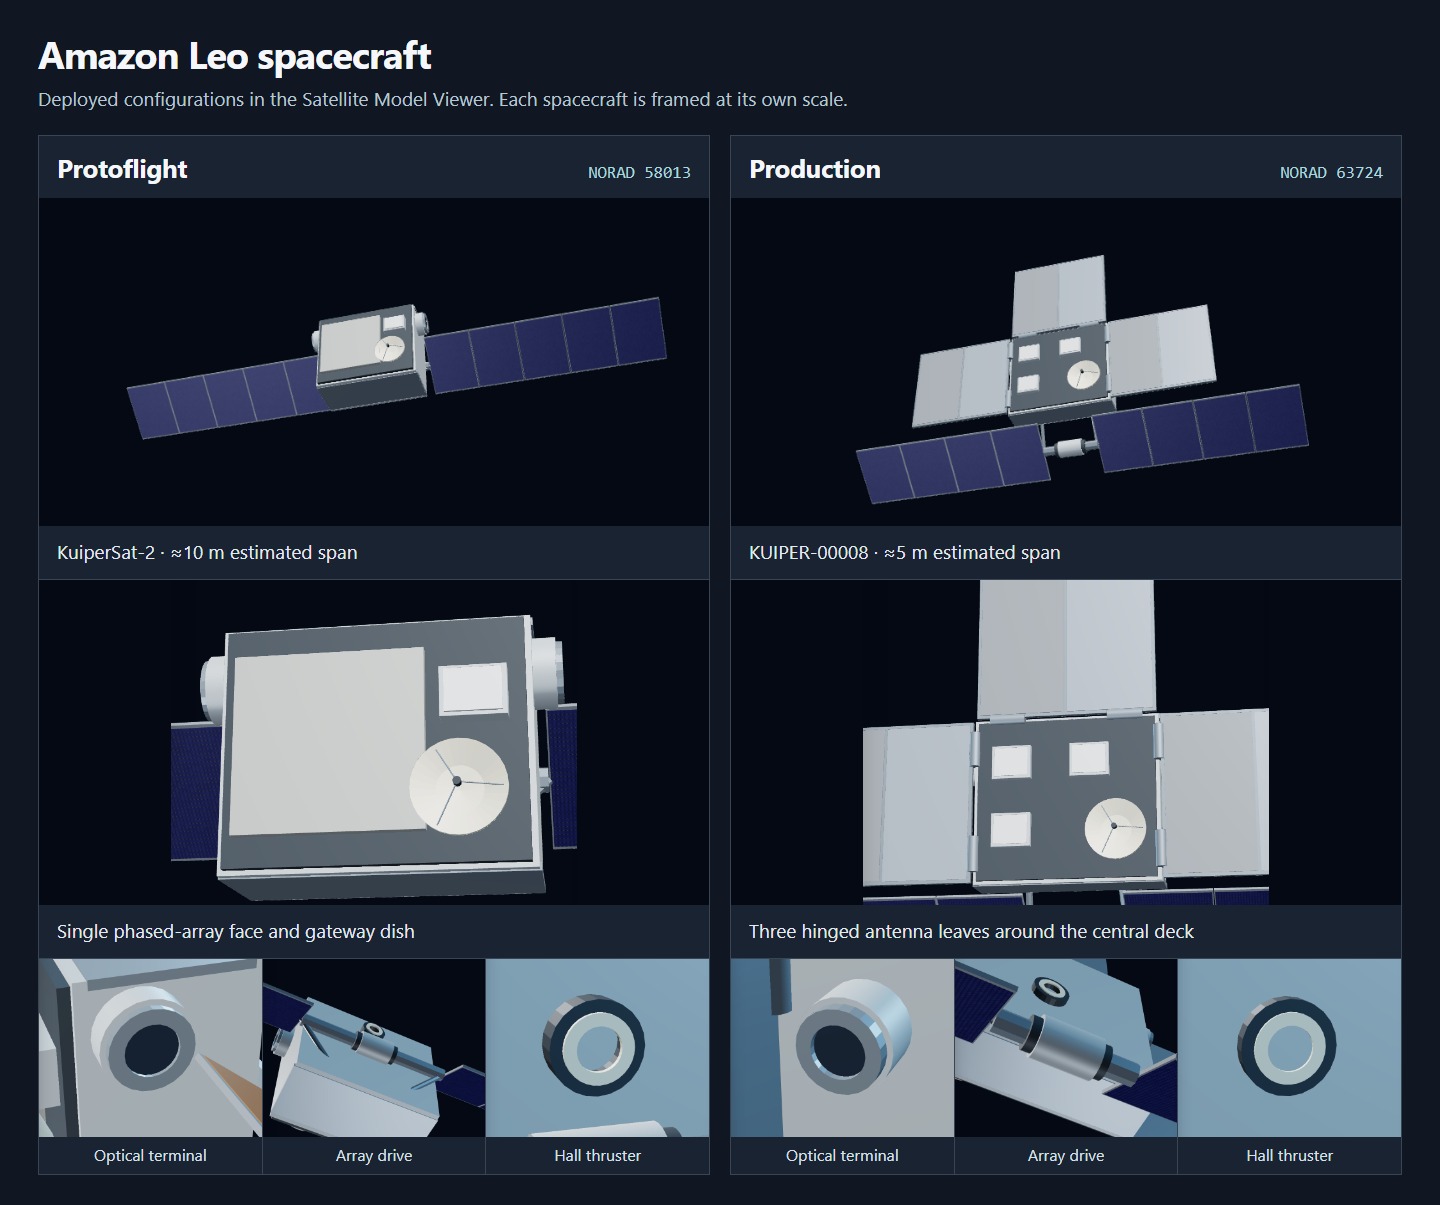 Amazon Leo spacecraft
Deployed configurations in the Satellite Model Viewer. Each spacecraft is framed at its own scale.
Protoflight
NORAD 58013
KuiperSat-2 · ≈10 m estimated span
Single phased-array face and gateway dish
Optical terminal
Array drive
Hall thruster
Production
NORAD 63724
KUIPER-00008 · ≈5 m estimated span
Three hinged antenna leaves around the central deck
Optical terminal
Array drive
Hall thruster